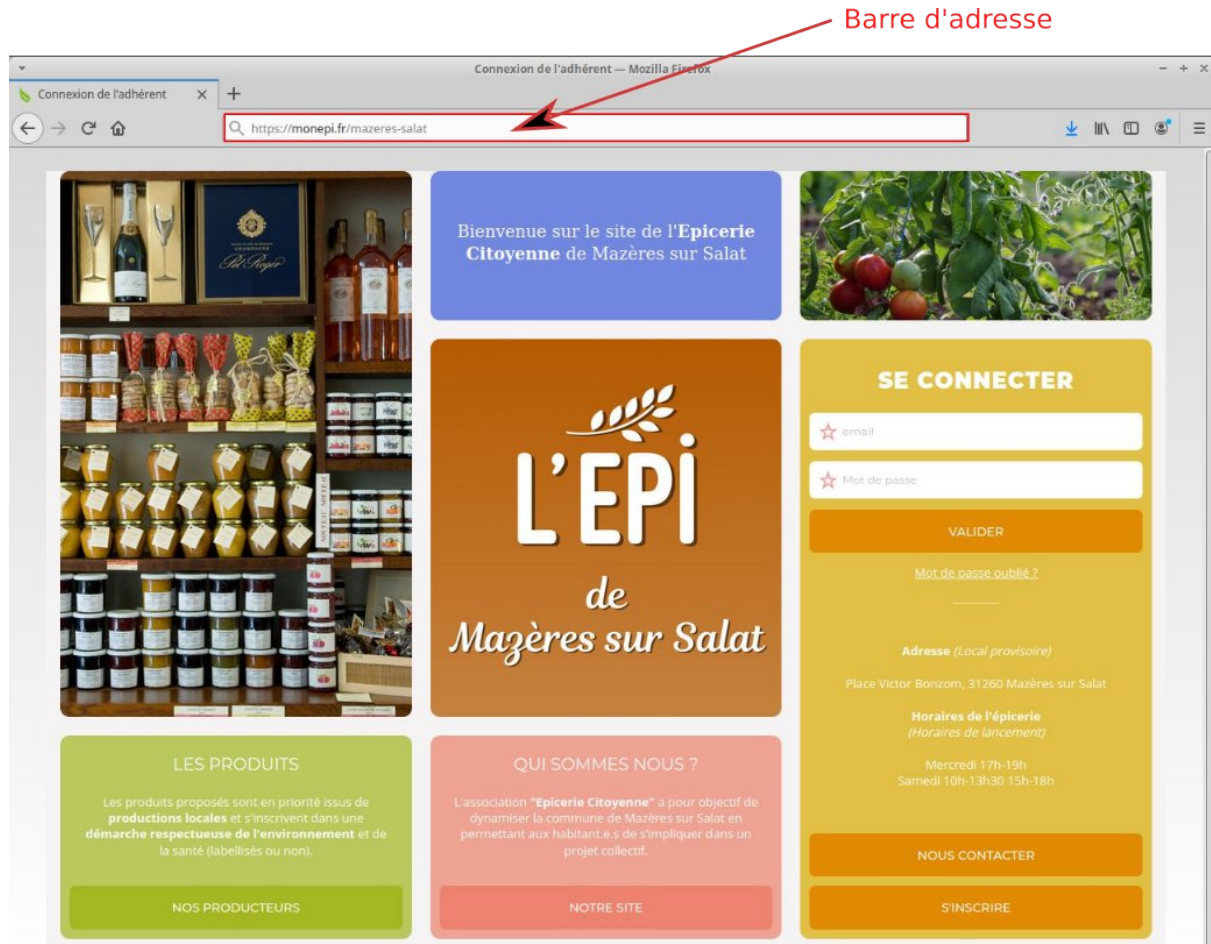 Barre d'adresse
Connexion de l'adhérent — Mozilla Firefox
Connexion de l'adhérent
https://monepi.fr/mazeres-salat
Pol Roger
Bienvenue sur le site de l'Epicerie
Citoyenne de Mazères sur Salat
L'EPI
de
Mazères sur Salat
SE CONNECTER
email
Mot de passe
VALIDER
Mot de passe oublié ?
Adresse (Local provisoire)
Place Victor Bonzom, 31260 Mazères sur Salat
Horaires de l'épicerie
(Horaires de lancement)
Mercredi 17h-19h
Samedi 10h-13h30 15h-18h
NOUS CONTACTER
S'INSCRIRE
LES PRODUITS
Les produits proposés sont en priorité issus de
productions locales et s'inscrivent dans une
démarche respectueuse de l'environnement et de
la santé (labellisés ou non).
NOS PRODUCTEURS
QUI SOMMES NOUS ?
L'association "Epicerie Citoyenne" a pour objectif de
dynamiser la commune de Mazères sur Salat en
permettant aux habitant.e.s de s'impliquer dans un
projet collectif.
NOTRE SITE